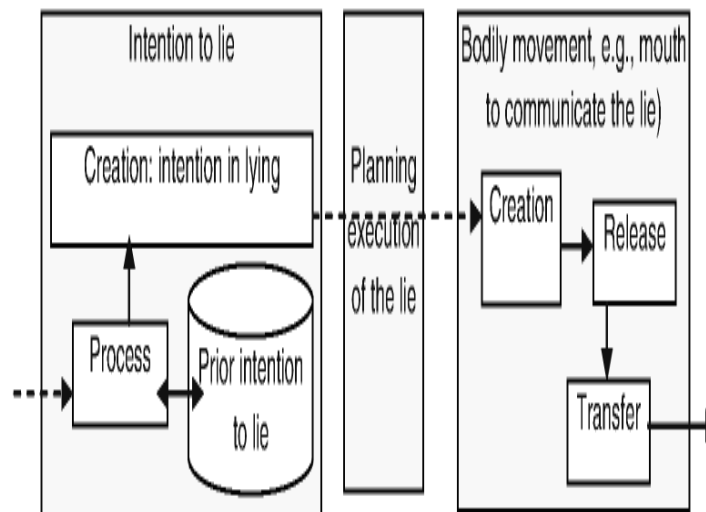 Intention to lie
Creation: intention in lying
Process
Prior intention
to lie
Planning
execution
of the lie
Bodily movement, e.g., mouth
to communicate the lie)
Creation
Release
Transfer